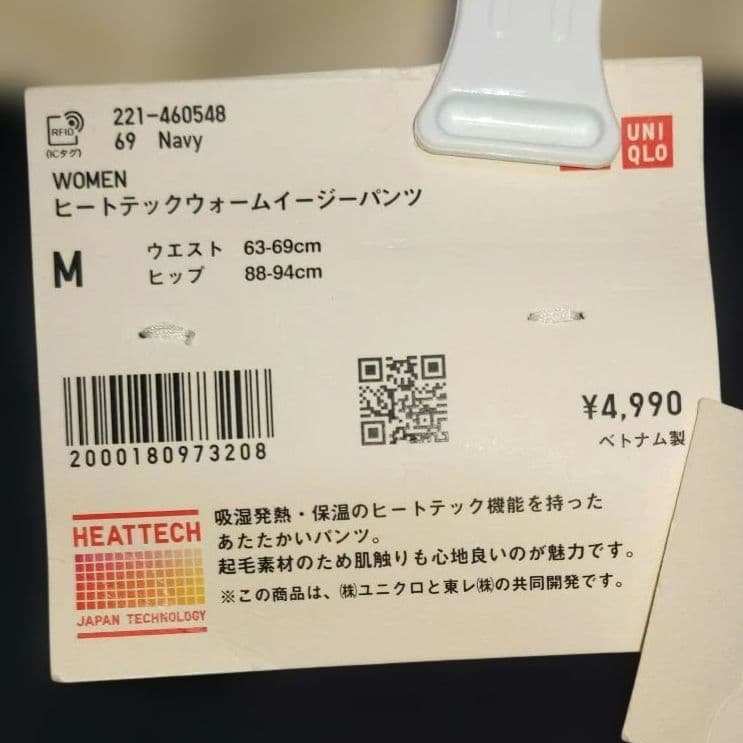 RFID
(ICタグ)
221-460548
69 Navy
UNI
QLO
WOMEN
ヒートテックウォームイージーパンツ
M
ウエスト 63-69cm
ヒップ 88-94cm
2000180973208
¥4,990
ベトナム製
HEATTECH
JAPAN TECHNOLOGY
吸湿発熱・保温のヒートテック機能を持った
あたたかいパンツ。
起毛素材のため肌触りも心地良いのが魅力です。
※この商品は、㈱ユニクロと東レ㈱の共同開発です。